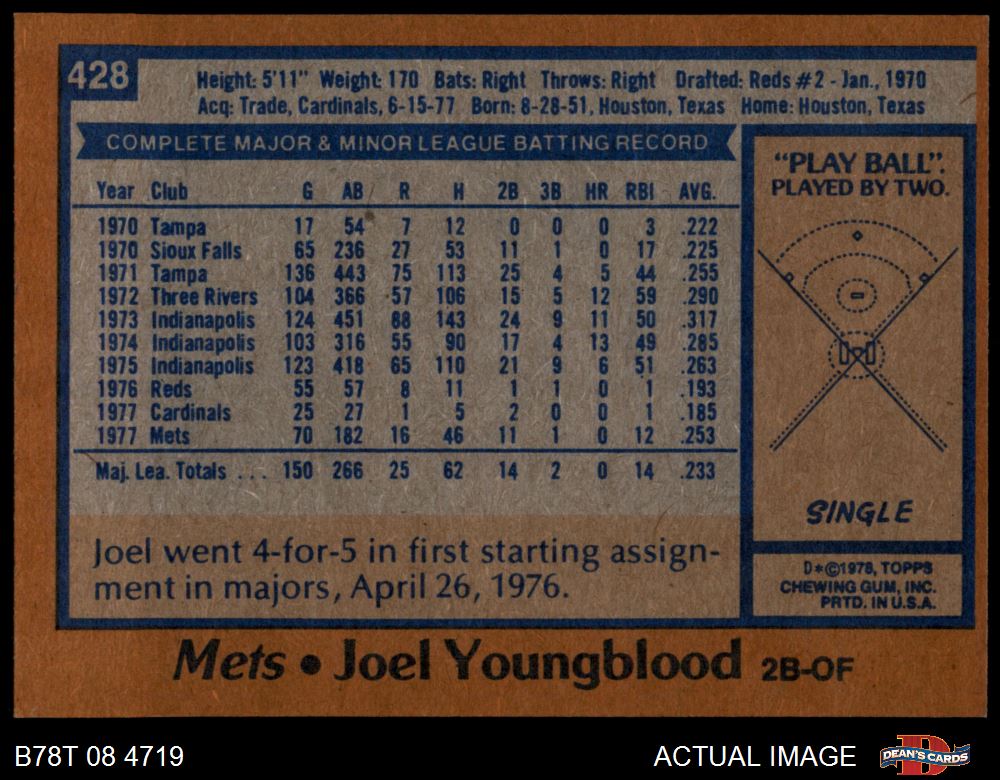 428
Height: 5'11" Weight: 170 Bats: Right Throws: Right Drafted: Reds #2 - Jan., 1970
Acq: Trade, Cardinals, 6-15-77 Born: 8-28-51, Houston, Texas Home: Houston, Texas
COMPLETE MAJOR & MINOR LEAGUE BATTING RECORD
Year Club G AB R H 2B 3B HR RBI AVG.
1970 Tampa 17 54 7 12 0 0 0 3 .222
1970 Sioux Falls 65 236 27 53 11 1 0 17 .225
1971 Tampa 136 443 75 113 25 4 5 44 .255
1972 Three Rivers 104 366 57 106 15 5 12 59 .290
1973 Indianapolis 124 451 88 143 24 9 11 50 .317
1974 Indianapolis 103 316 55 90 17 4 13 49 .285
1975 Indianapolis 123 418 65 110 21 9 6 51 .263
1976 Reds 55 57 8 11 1 1 0 1 .193
1977 Cardinals 25 27 1 5 2 0 0 1 .185
1977 Mets 70 182 16 46 11 1 0 12 .253
Maj. Lea. Totals . . . 150 266 25 62 14 2 0 14 .233
Joel went 4-for-5 in first starting assign-
ment in majors, April 26, 1976.
"PLAY BALL".
PLAYED BY TWO.
SINGLE
D*©1978, TOPPS
CHEWING GUM, INC.
PRTD. IN U.S.A.
Mets • Joel Youngblood 2B-OF
B78T 08 4719
ACTUAL IMAGE
DEAN'S CARDS